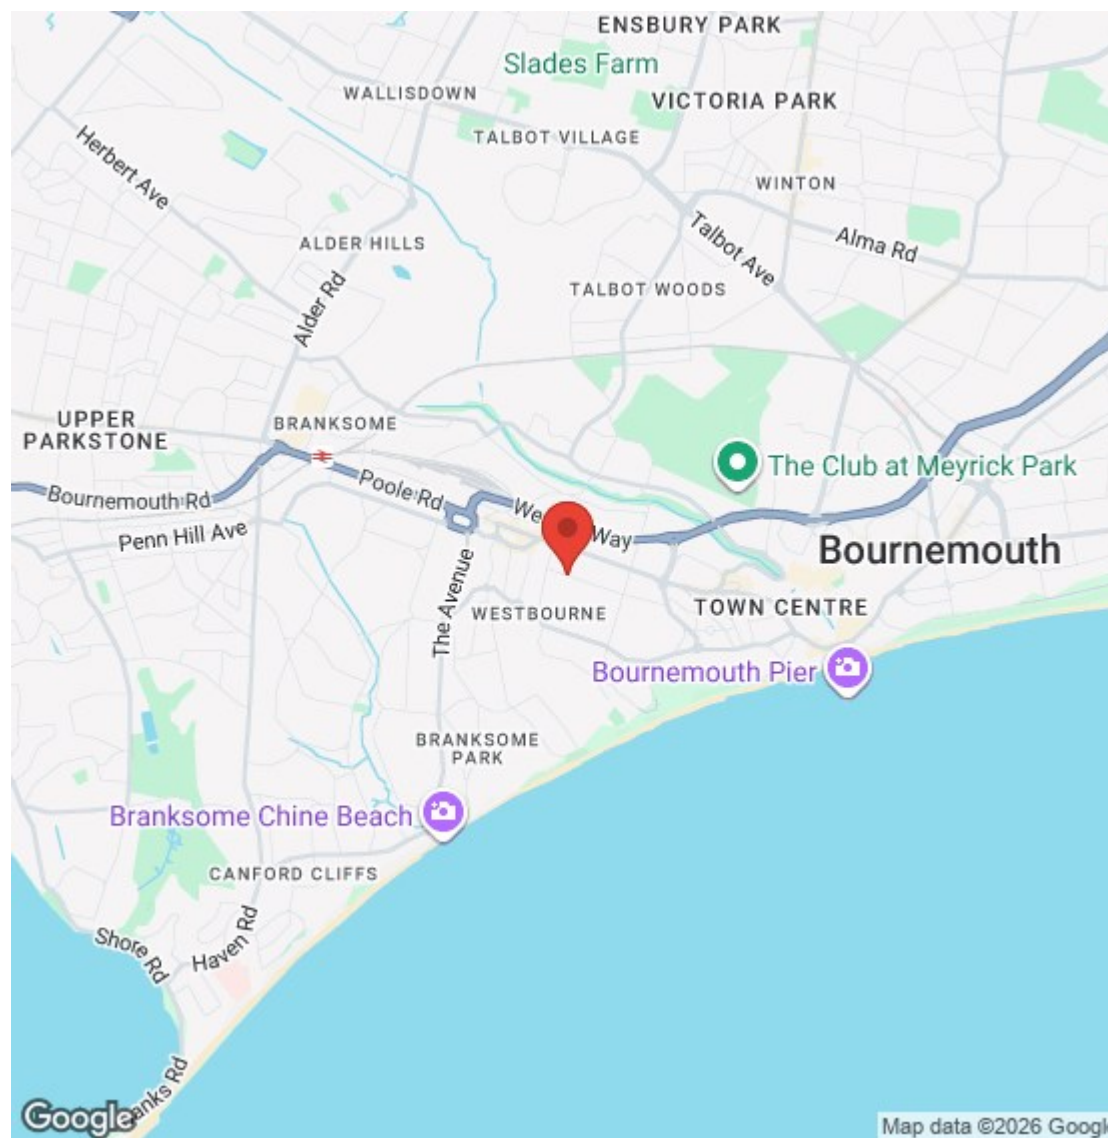 ENSBURY PARK
Slades Farm
WALLISDOWN
VICTORIA PARK
TALBOT VILLAGE
Herbert Ave
WINTON
Talbot Ave
Alma Rd
ALDER HILLS
TALBOT WOODS
Alder Rd
UPPER
PARKSTONE
BRANKSOME
The Club at Meyrick Park
Poole Rd
Bournemouth Rd
Way
Penn Hill Ave
Bournemouth
The Avenue
WESTBOURNE
TOWN CENTRE
Bournemouth Pier
BRANKSOME
PARK
Branksome Chine Beach
CANFORD CLIFFS
Shore Rd
Haven Rd
anks Rd
Google
Map data ©2026 Google